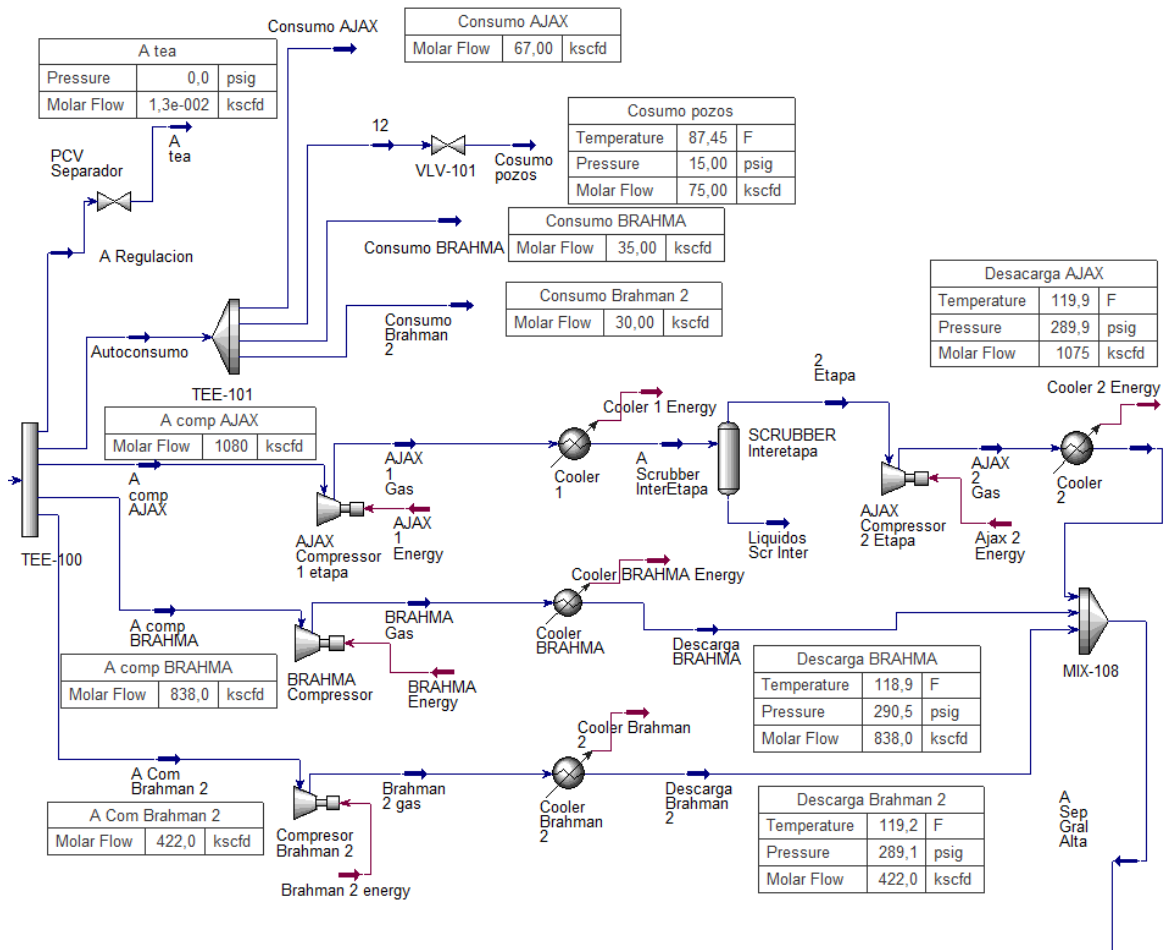 Consumo AJAX
Consumo AJAX
Molar Flow 67,00 kscfd
A tea
Pressure 0,0 psig
Molar Flow 1,3e-002 kscfd
A
tea
PCV
Separador
12
VLV-101
Cosumo
pozos
Cosumo pozos
Temperature 87,45 F
Pressure 15,00 psig
Molar Flow 75,00 kscfd
Consumo BRAHMA
Consumo BRAHMA
Molar Flow 35,00 kscfd
A Regulacion
Consumo
Brahman
2
Consumo Brahman 2
Molar Flow 30,00 kscfd
Autoconsumo
TEE-101
Desacarga AJAX
Temperature 119,9 F
Pressure 289,9 psig
Molar Flow 1075 kscfd
A comp AJAX
Molar Flow 1080 kscfd
A
comp
AJAX
TEE-100
AJAX
Compressor
1 etapa
AJAX
1
Gas
AJAX
1
Energy
Cooler 1 Energy
Cooler
1
A
Scrubber
InterEtapa
SCRUBBER
Interetapa
Liquidos
Scr Inter
2
Etapa
AJAX
Compressor
2 Etapa
AJAX
2
Gas
Ajax 2
Energy
Cooler 2 Energy
Cooler
2
A comp
BRAHMA
A comp BRAHMA
Molar Flow 838,0 kscfd
BRAHMA
Compressor
BRAHMA
Gas
BRAHMA
Energy
Cooler BRAHMA Energy
Cooler
BRAHMA
Descarga
BRAHMA
Descarga BRAHMA
Temperature 118,9 F
Pressure 290,5 psig
Molar Flow 838,0 kscfd
MIX-108
A Com
Brahman 2
A Com Brahman 2
Molar Flow 422,0 kscfd
Compresor
Brahman 2
Brahman
2 gas
Brahman 2 energy
Cooler Brahman
2
Cooler
Brahman
2
Descarga
Brahman
2
Descarga Brahman 2
Temperature 119,2 F
Pressure 289,1 psig
Molar Flow 422,0 kscfd
A
Sep
Gral
Alta